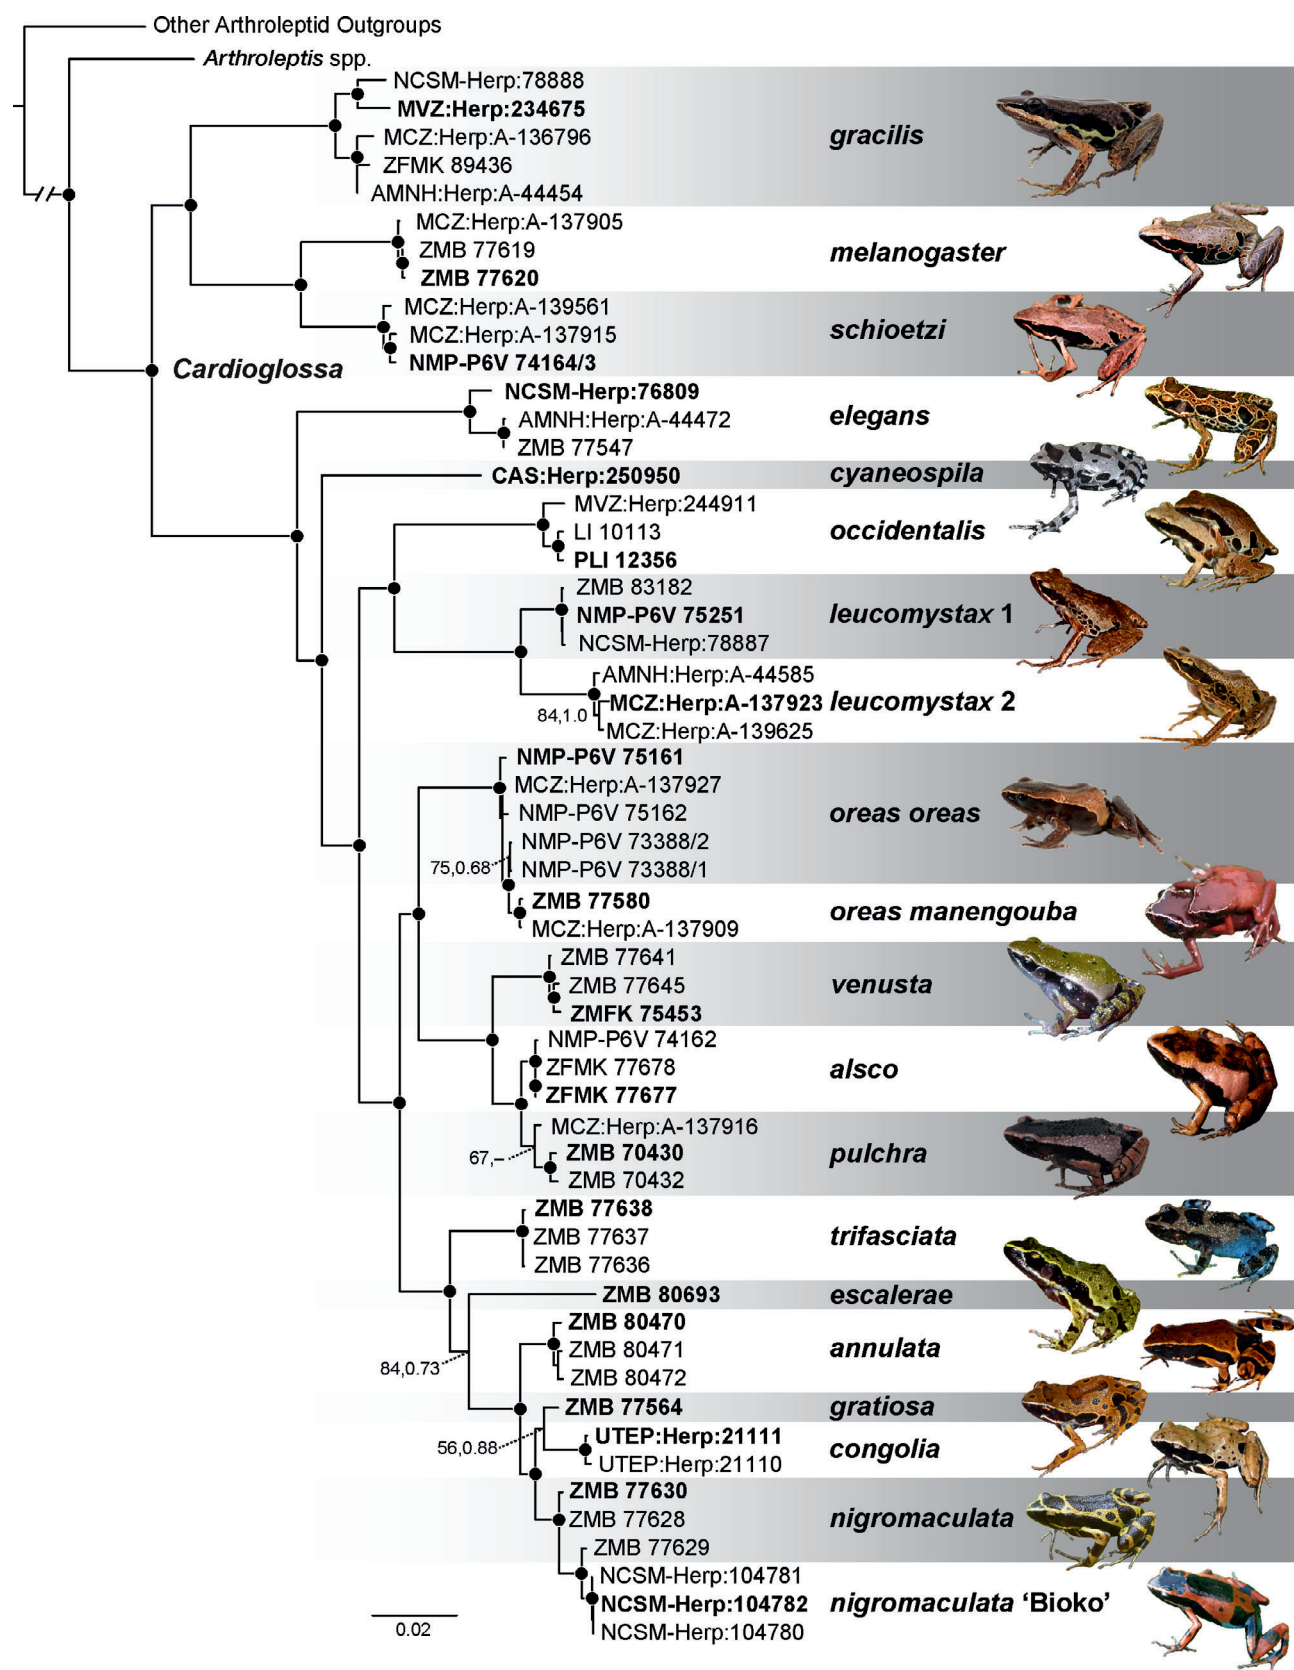 Other Arthroleptid Outgroups
Arthroleptis spp.
NCSM-Herp:78888
MVZ:Herp:234675
MCZ:Herp:A-136796
gracilis
ZFMK 89436
AMNH:Herp:A-44454
MCZ:Herp:A-137905
ZMB 77619
melanogaster
ZMB 77620
MCZ:Herp:A-139561
MCZ:Herp:A-137915
schioetzi
NMP-P6V 74164/3
Cardioglossa
NCSM-Herp:76809
AMNH:Herp:A-44472
elegans
ZMB 77547
CAS:Herp:250950
cyaneospila
MVZ:Herp:244911
LI 10113
occidentalis
PLI 12356
ZMB 83182
NMP-P6V 75251
leucomystax 1
NCSM-Herp:78887
AMNH:Herp:A-44585
MCZ:Herp:A-137923
leucomystax 2
84,1.0
MCZ:Herp:A-139625
NMP-P6V 75161
MCZ:Herp:A-137927
NMP-P6V 75162
oreas oreas
NMP-P6V 73388/2
75,0.68
NMP-P6V 73388/1
ZMB 77580
oreas manengouba
MCZ:Herp:A-137909
ZMB 77641
ZMB 77645
venusta
ZMFK 75453
NMP-P6V 74162
ZFMK 77678
alsco
ZFMK 77677
MCZ:Herp:A-137916
67,–
ZMB 70430
pulchra
ZMB 70432
ZMB 77638
ZMB 77637
trifasciata
ZMB 77636
ZMB 80693
escalerae
ZMB 80470
ZMB 80471
annulata
84,0.73
ZMB 80472
ZMB 77564
gratiosa
56,0.88
UTEP:Herp:21111
congolia
UTEP:Herp:21110
ZMB 77630
ZMB 77628
nigromaculata
ZMB 77629
NCSM-Herp:104781
NCSM-Herp:104782
nigromaculata ‘Bioko’
NCSM-Herp:104780
0.02